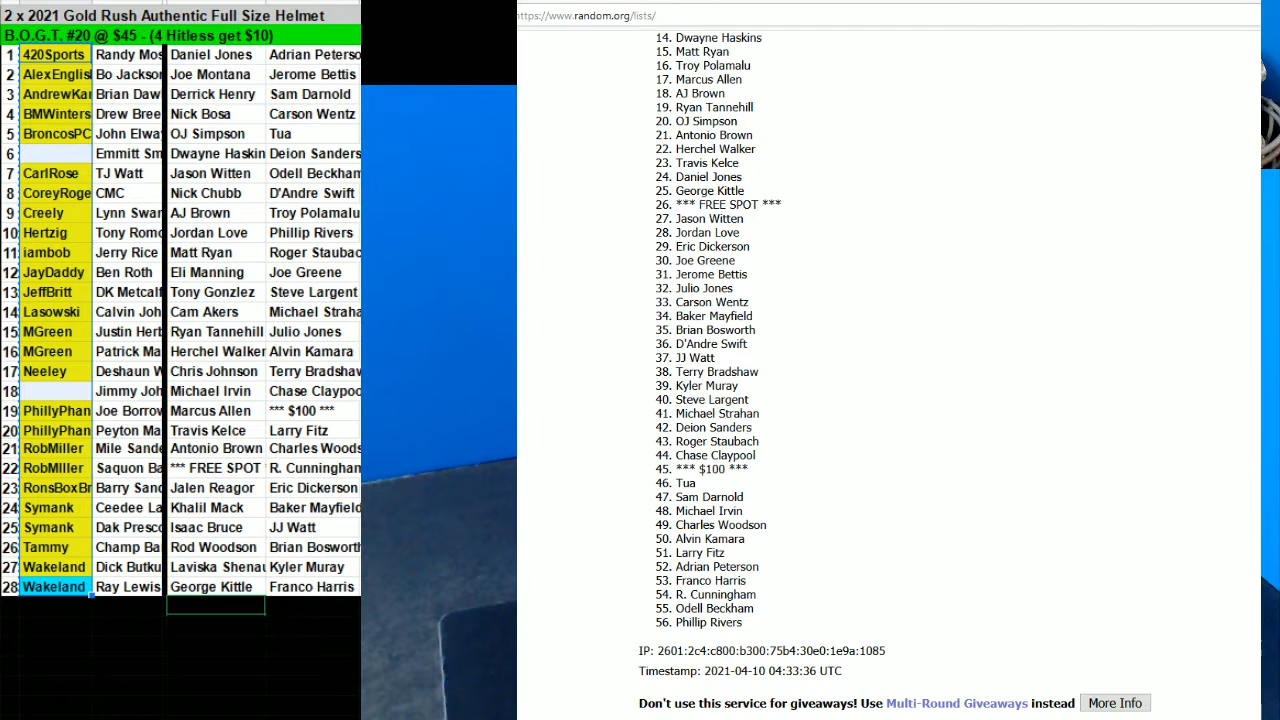 2 x 2021 Gold Rush Authentic Full Size Helmet
B.O.G.T. #20 @ $45 - (4 Hitless get $10)
1 420Sports Randy Mos Daniel Jones Adrian Peterso
2 AlexEnglis Bo Jackson Joe Montana Jerome Bettis
3 AndrewKar Brian Daw Derrick Henry Sam Darnold
4 BMWinters Drew Bree Nick Bosa Carson Wentz
5 BroncosPC John Elwa OJ Simpson Tua
6 Emmitt Sm Dwayne Haskin Deion Sanders
7 CarlRose TJ Watt Jason Witten Odell Beckham
8 CoreyRoge CMC Nick Chubb D'Andre Swift
9 Creely Lynn Swar AJ Brown Troy Polamalu
10 Hertzig Tony Romo Jordan Love Phillip Rivers
11 iambob Jerry Rice Matt Ryan Roger Staubac
12 JayDaddy Ben Roth Eli Manning Joe Greene
13 JeffBritt DK Metcalf Tony Gonzlez Steve Largent
14 Lasowski Calvin Joh Cam Akers Michael Straha
15 MGreen Justin Herb Ryan Tannehill Julio Jones
16 MGreen Patrick Ma Herchel Walker Alvin Kamara
17 Neeley Deshaun W Chris Johnson Terry Bradshaw
18 Jimmy Joh Michael Irvin Chase Claypoo
19 PhillyPhan Joe Borrow Marcus Allen *** $100 ***
20 PhillyPhan Peyton Ma Travis Kelce Larry Fitz
21 RobMiller Mile Sande Antonio Brown Charles Woods
22 RobMIller Saquon Ba *** FREE SPOT R. Cunningham
23 RonsBoxBr Barry Sand Jalen Reagor Eric Dickerson
24 Symank Ceedee La Khalil Mack Baker Mayfield
25 Symank Dak Presco Isaac Bruce JJ Watt
26 Tammy Champ Ba Rod Woodson Brian Bosworth
27 Wakeland Dick Butku Laviska Shenau Kyler Muray
28 Wakeland Ray Lewis George Kittle Franco Harris
https://www.random.org/lists/
14. Dwayne Haskins
15. Matt Ryan
16. Troy Polamalu
17. Marcus Allen
18. AJ Brown
19. Ryan Tannehill
20. OJ Simpson
21. Antonio Brown
22. Herchel Walker
23. Travis Kelce
24. Daniel Jones
25. George Kittle
26. *** FREE SPOT ***
27. Jason Witten
28. Jordan Love
29. Eric Dickerson
30. Joe Greene
31. Jerome Bettis
32. Julio Jones
33. Carson Wentz
34. Baker Mayfield
35. Brian Bosworth
36. D'Andre Swift
37. JJ Watt
38. Terry Bradshaw
39. Kyler Muray
40. Steve Largent
41. Michael Strahan
42. Deion Sanders
43. Roger Staubach
44. Chase Claypool
45. *** $100 ***
46. Tua
47. Sam Darnold
48. Michael Irvin
49. Charles Woodson
50. Alvin Kamara
51. Larry Fitz
52. Adrian Peterson
53. Franco Harris
54. R. Cunningham
55. Odell Beckham
56. Phillip Rivers
IP: 2601:2c4:c800:b300:75b4:30e0:1e9a:1085
Timestamp: 2021-04-10 04:33:36 UTC
Don't use this service for giveaways! Use Multi-Round Giveaways instead More Info